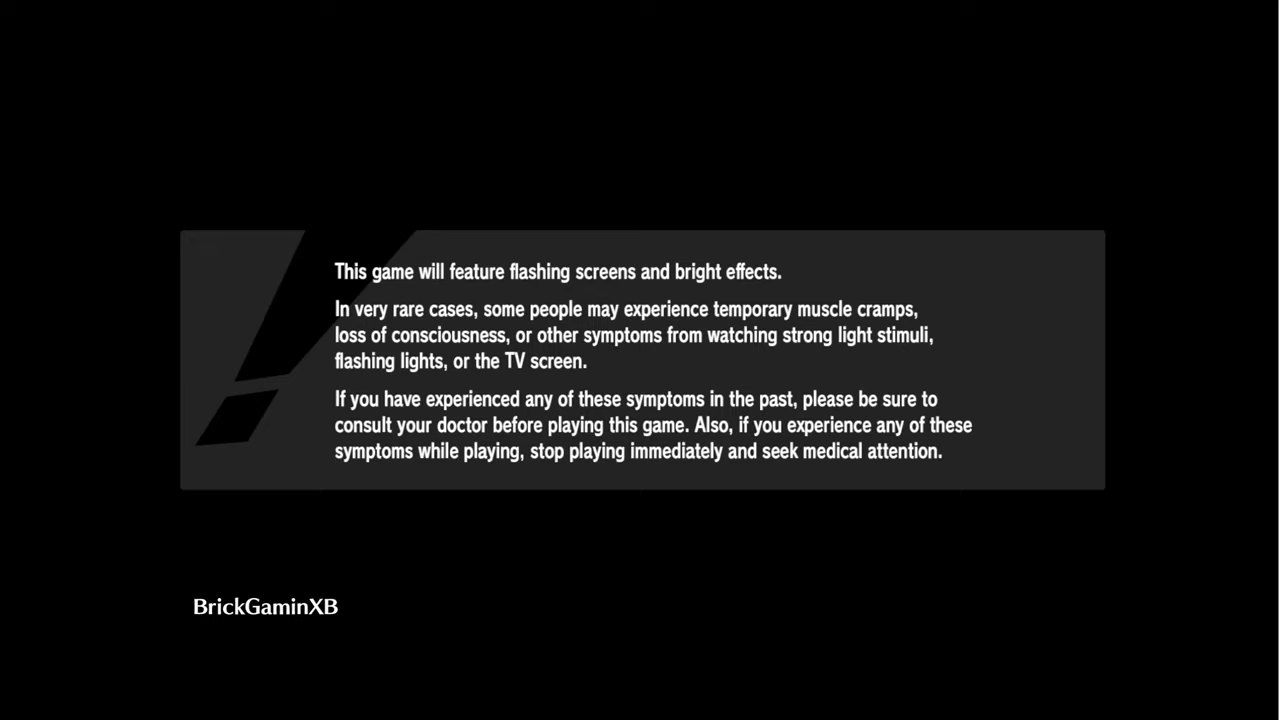 This game will feature flashing screens and bright effects.
In very rare cases, some people may experience temporary muscle cramps,
loss of consciousness, or other symptoms from watching strong light stimuli,
flashing lights, or the TV screen.
If you have experienced any of these symptoms in the past, please be sure to
consult your doctor before playing this game. Also, if you experience any of these
symptoms while playing, stop playing immediately and seek medical attention.
BrickGaminXB